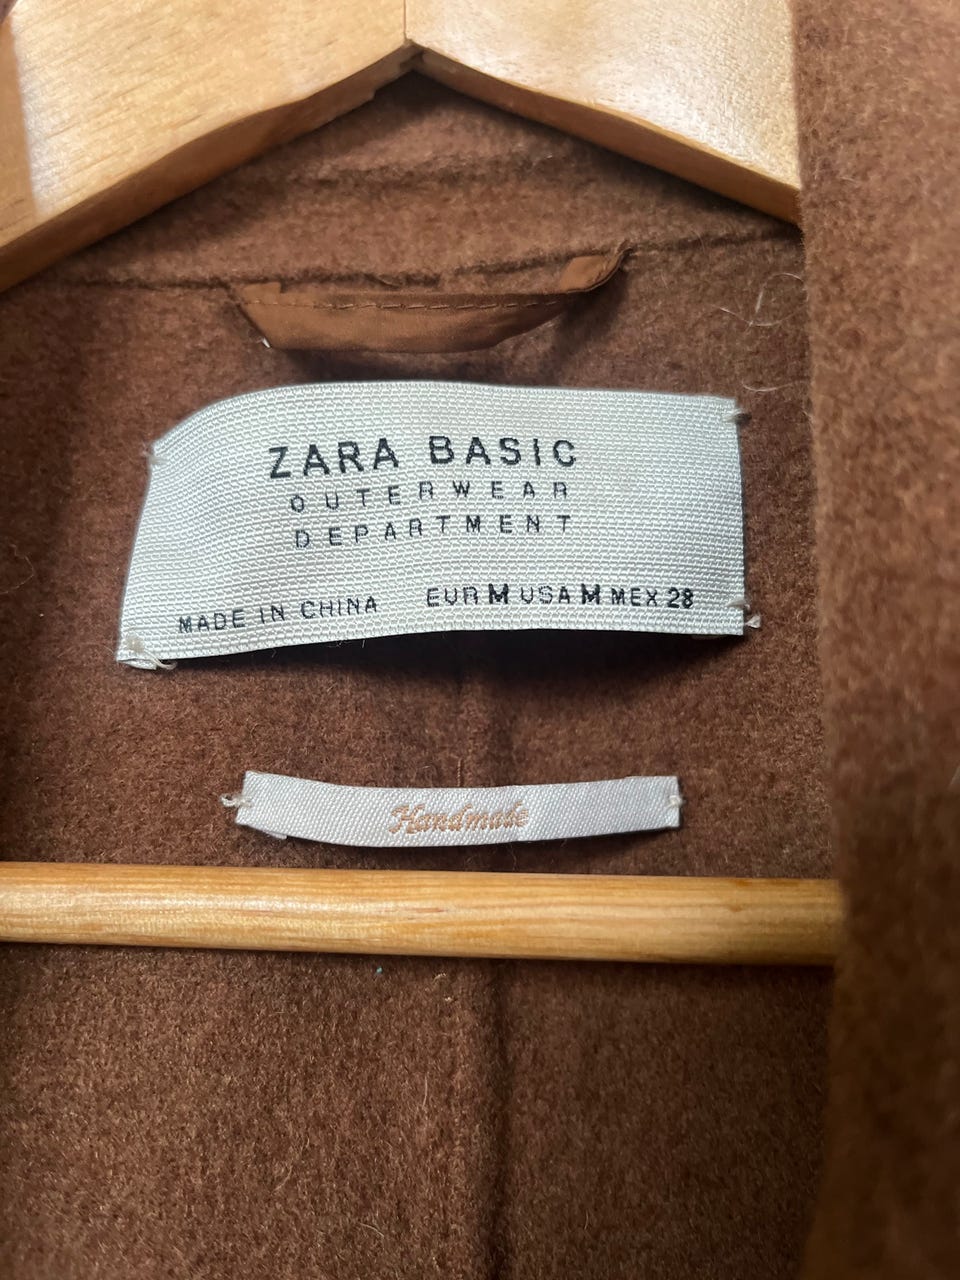 ZARA BASIC
OUTERWEAR
DEPARTMENT
MADE IN CHINA EUR M USA M MEX 28
Handmade